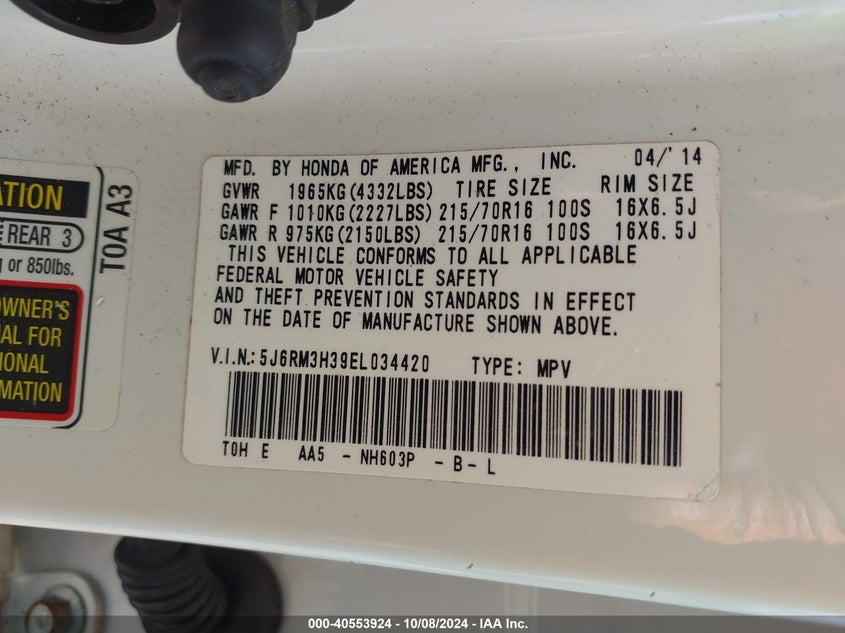 ATION
REAR 3
or 850lbs.
OWNER'S
AL FOR
IONAL
RMATION
T0A A3
MFD. BY HONDA OF AMERICA MFG., INC. 04/'14
GVWR 1965KG(4332LBS) TIRE SIZE RIM SIZE
GAWR F 1010KG(2227LBS) 215/70R16 100S 16X6.5J
GAWR R 975KG(2150LBS) 215/70R16 100S 16X6.5J
THIS VEHICLE CONFORMS TO ALL APPLICABLE
FEDERAL MOTOR VEHICLE SAFETY
AND THEFT PREVENTION STANDARDS IN EFFECT
ON THE DATE OF MANUFACTURE SHOWN ABOVE.
V.I.N.: 5J6RM3H39EL034420 TYPE: MPV
T0H E AA5 - NH603P - B - L
000-40553924 - 10/08/2024 - IAA Inc.